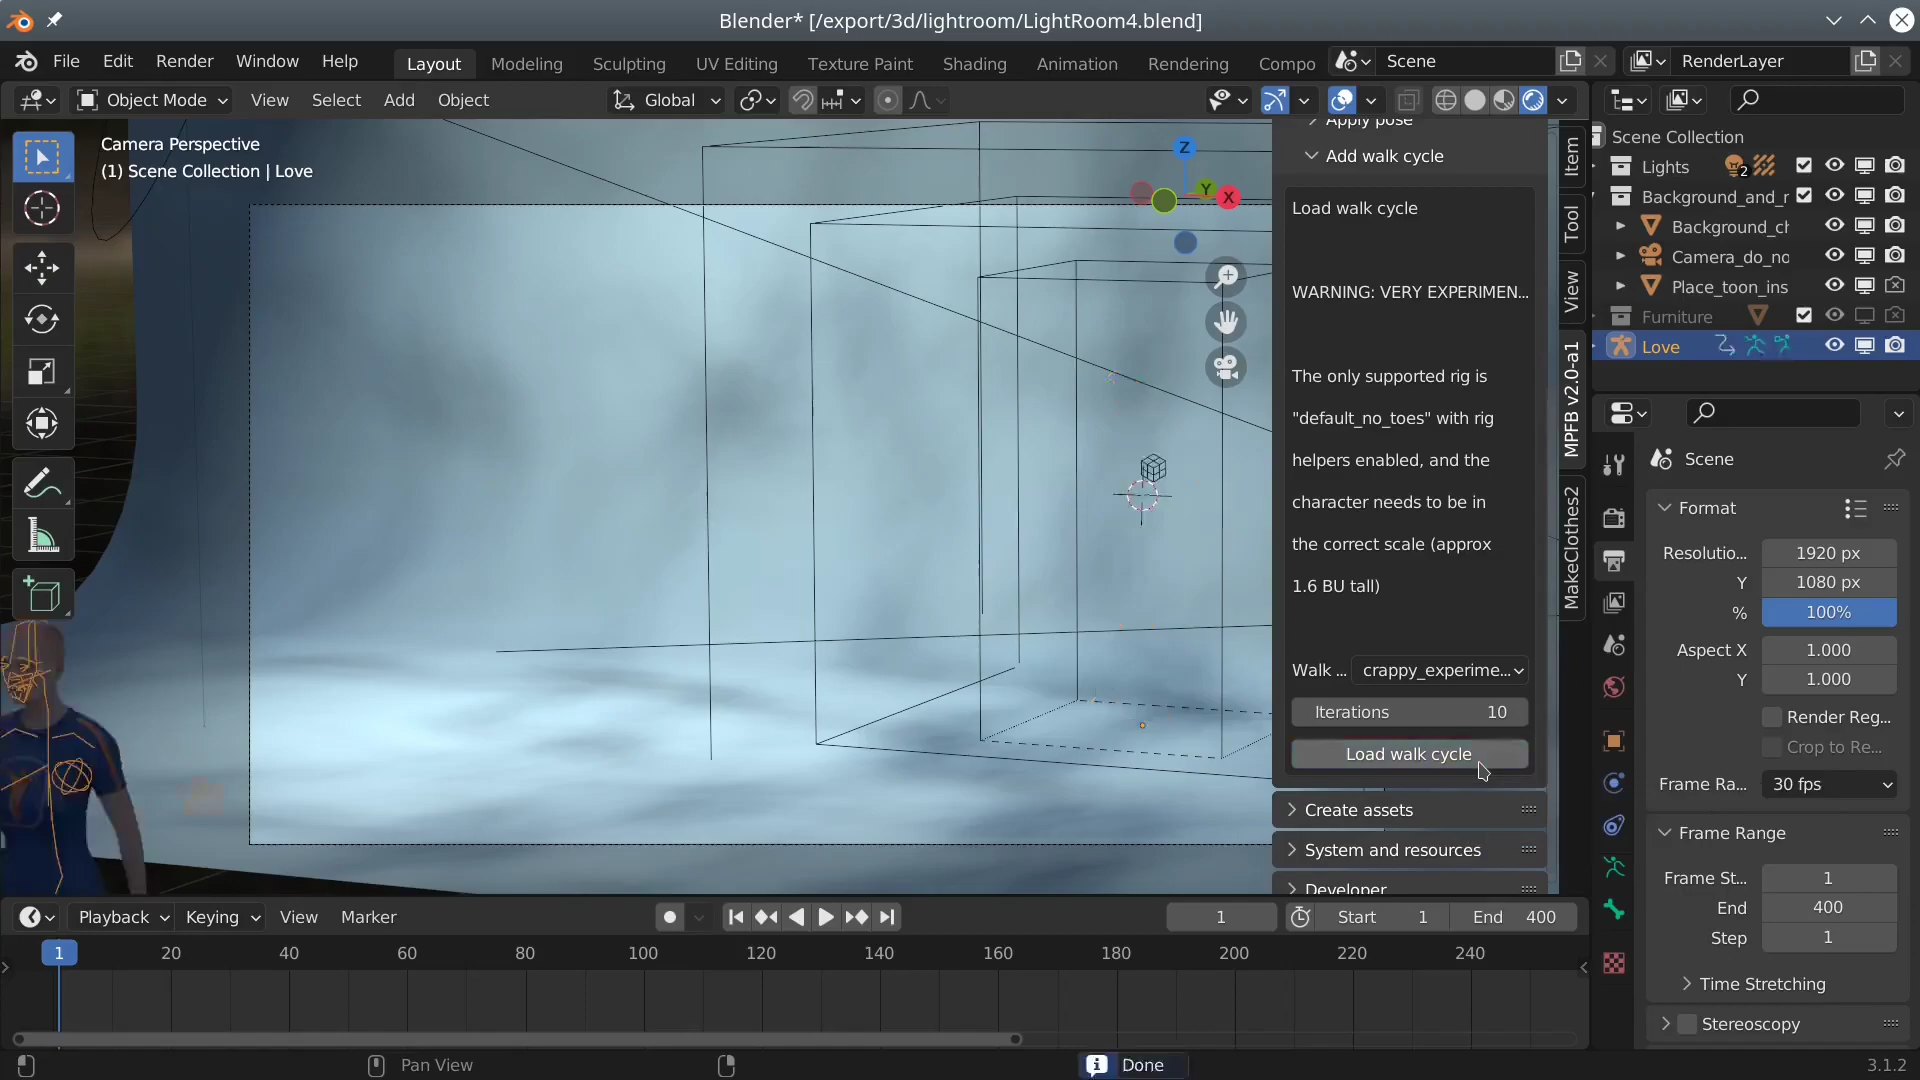 Blender* [/export/3d/lightroom/LightRoom4.blend]
File Edit Render Window Help Layout Modeling Sculpting UV Editing Texture Paint Shading Animation Rendering Compo Scene RenderLayer
Object Mode View Select Add Object Global
Camera Perspective
(1) Scene Collection | Love
Z
Y
X
Apply pose
Add walk cycle
Load walk cycle
WARNING: VERY EXPERIMEN...
The only supported rig is
"default_no_toes" with rig
helpers enabled, and the
character needs to be in
the correct scale (approx
1.6 BU tall)
Walk ... crappy_experime...
Iterations 10
Load walk cycle
Create assets
System and resources
Developer
Item
Tool
View
MPFB v2.0-a1
MakeClothes2
Scene Collection
Lights 2
Background_and_r
Background_ch
Camera_do_no
Place_toon_ins
Furniture
Love
Scene
Format
Resolutio... 1920 px
Y 1080 px
% 100%
Aspect X 1.000
Y 1.000
Render Reg...
Crop to Re...
Frame Ra... 30 fps
Frame Range
Frame St... 1
End 400
Step 1
Time Stretching
Stereoscopy
Playback Keying View Marker 1 Start 1 End 400
1 20 40 60 80 100 120 140 160 180 200 220 240
Pan View Done 3.1.2